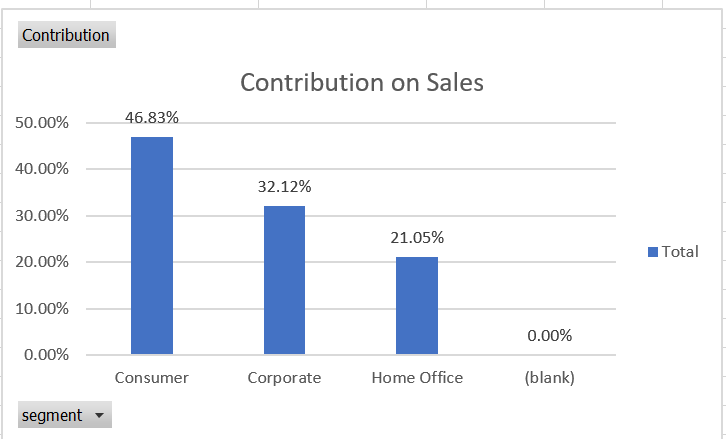 Contribution
Contribution on Sales
50.00%
40.00%
30.00%
20.00%
10.00%
0.00%
46.83%
32.12%
21.05%
0.00%
Consumer
Corporate
Home Office
(blank)
Total
segment